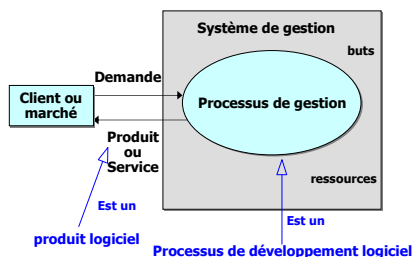 Système de gestion
buts
Demande
Client ou
marché
Processus de gestion
Produit
ou
Service
ressources
Est un
Est un
produit logiciel
Processus de développement logiciel